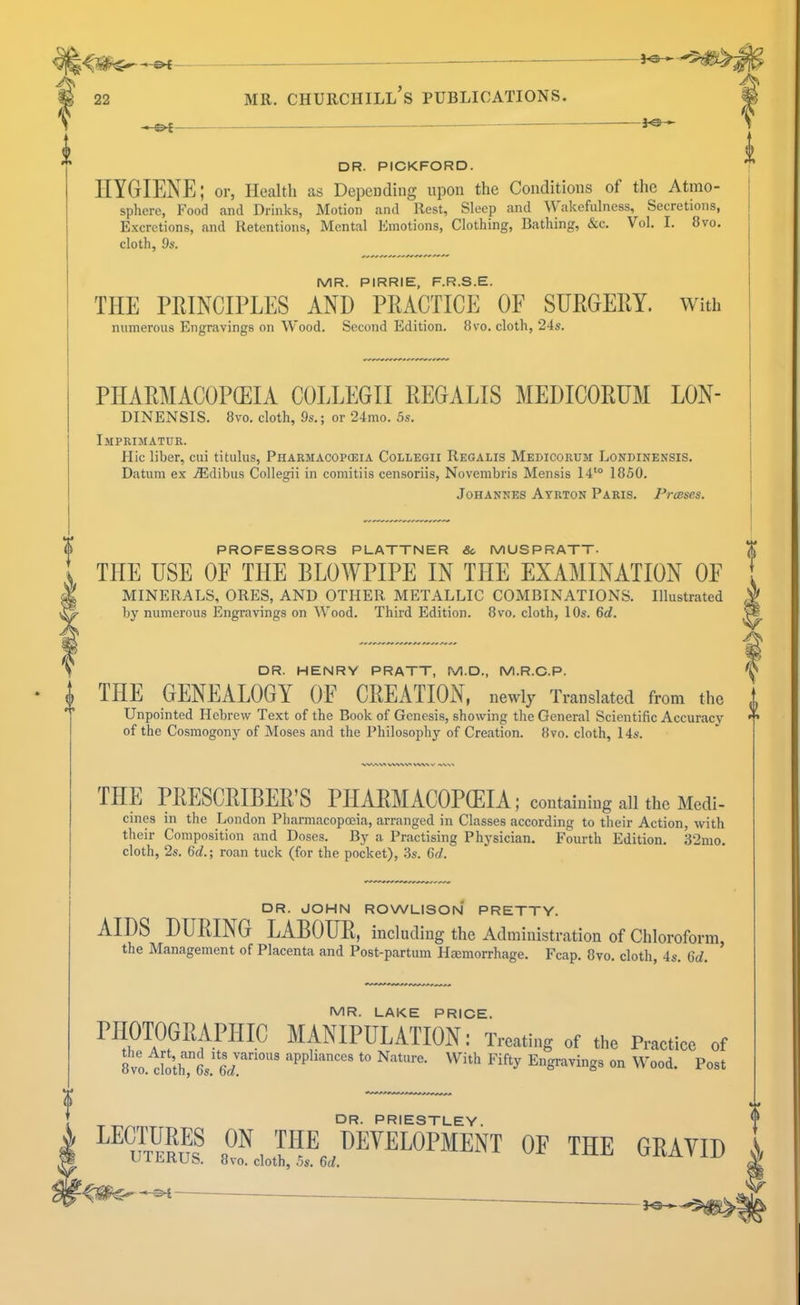 22 MR. CHURCHILL'S PUBLICATIONS.
DR. PICKFORD.
HYGIENE; or, Health as Depending upon the Conditions of the Atmo-
sphere, Food and Drinks, Motion and Rest, Sleep and Wakefulness, Secretions,
Excretions, and Retentions, Mental Emotions, Clothing, Bathing, &c. Vol. I. 8vo.
cloth, 9s.
MR. PIRRIE, F.R.S.E.
THE PRINCIPLES AND PRACTICE OF SURGERY. With
numerous Engravings on Wood. Second Edition. 8vo. cloth, 24s.
PHARMACOPŒIA COLLEGII REGALIS MEDICORUM LON-
DINENSIS. 8vo. cloth, 9s.; or 24mo. 5s.
IMPRIMATUR.
Hic liber, cui titulus, PHARMACOPŒIA COLLEGII REGALIS MEDICORUM LONDINENSIS.
Datum ex Ædibus Collegii in comitiis censoriis, Novembris Mensis 14to 1850.
JOHANNES AYRTON PARIS. Præses.
PROFESSORS PLATTNER & MUSPRATT.
THE USE OF THE BLOWPIPE IN THE EXAMINATION OF
MINERALS, ORES, AND OTHER METALLIC COMBINATIONS. Illustrated
by numerous Engravings on Wood. Third Edition. 8vo. cloth, 10s. 6d.
DR. HENRY PRATT, M.D., M.R.C.P.
THE GENEALOGY OF CREATION, newly Translated from the
Unpointed Hebrew Text of the Book of Genesis, showing the General Scientific Accuracy
of the Cosmogony of Moses and the Philosophy of Creation. 8vo. cloth, 14s.
THE PRESCRIBER'S PHARMACOPŒIA; containing all the Medi-
cines in the London Pharmacopœia, arranged in Classes according to their Action, with
their Composition and Doses. By a Practising Physician. Fourth Edition. 32mo.
cloth, 2s. 6d.; roan tuck (for the pocket), 3s. 6d.
DR. JOHN ROWLISON PRETTY.
AIDS DURING LABOUR, including the Administration of Chloroform,
the Management of Placenta and Post-partum Hæmorrhage. Fcap. 8vo. cloth, 4s. 6d.
MR. LAKE PRICE.
PHOTOGRAPHIC MANIPULATION: Treating of the Practice of
the Art, and its various appliances to Nature. With Fifty Engravings on Wood. Post
8vo. cloth, 6s. 6d.
DR. PRIESTLEY.
LECTURES ON THE DEVELOPMENT OF THE GRAVID
UTERUS. 8vo. cloth, 5s. 6d.